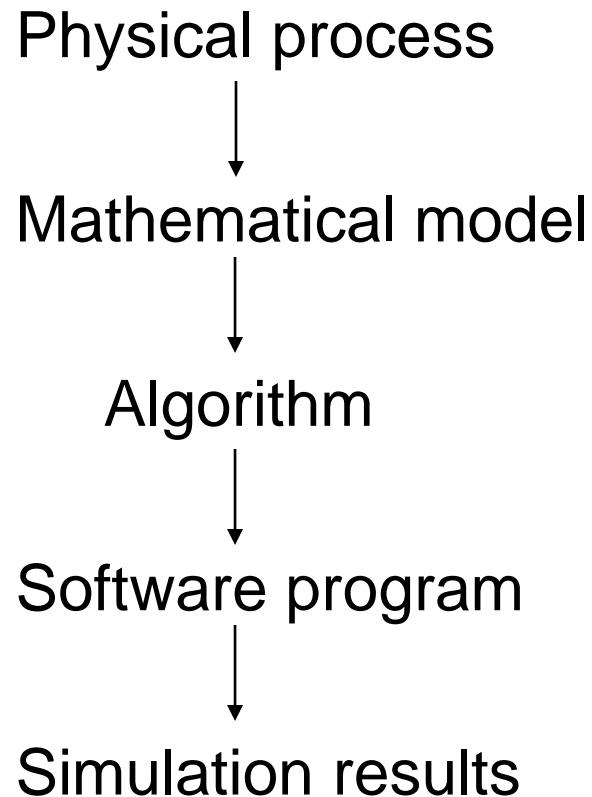 Physical process
Mathematical model
Algorithm
Software program
Simulation results